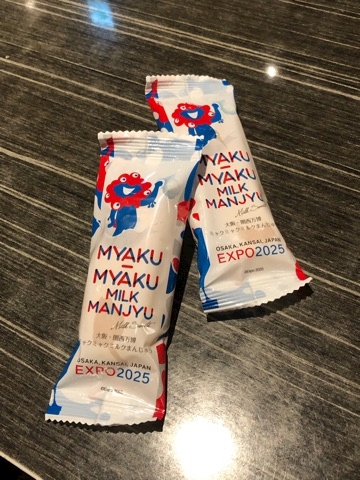 MYAKU
-
MYAKU
MILK
MANJYU
大阪・関西万博
ミャクミャクミルクまんじゅう
OSAKA, KANSAI, JAPAN
EXPO2025
MYAKU
-
MYAKU
MILK
MANJYU
大阪・関西万博
ャクミャクミルクまんじゅ
OSAKA, KANSAI, JAPAN
EXPO2025